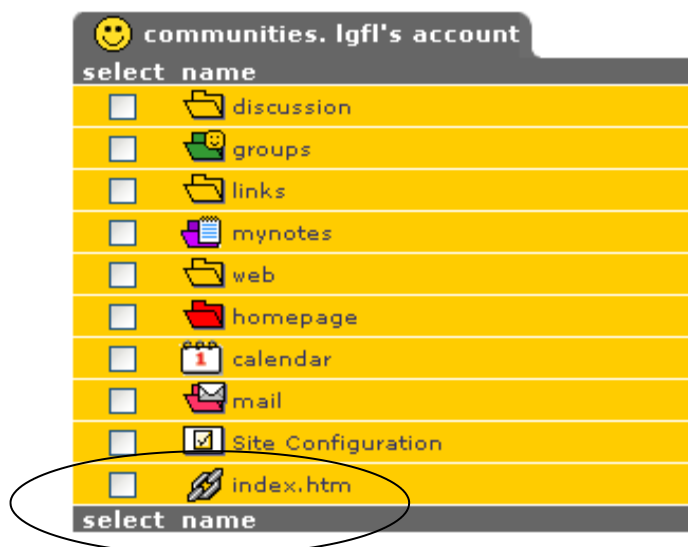 communities. lgfl's account
select name
discussion
groups
links
mynotes
web
homepage
1 calendar
mail
Site Configuration
index.htm
select name